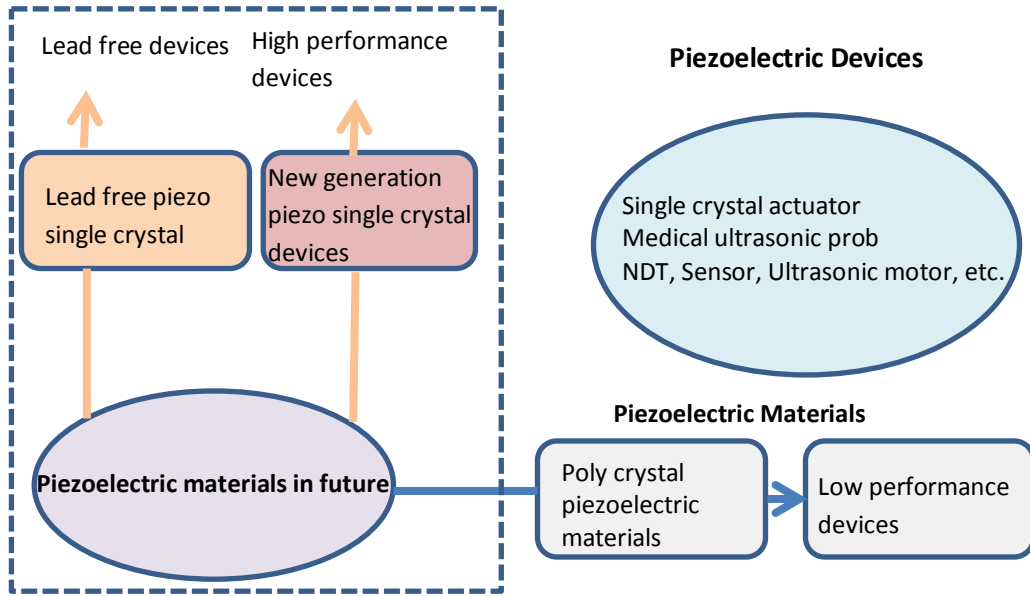 Lead free devices
High performance
devices
Lead free piezo
single crystal
New generation
piezo single crystal
devices
Piezoelectric materials in future
Piezoelectric Devices
Single crystal actuator
Medical ultrasonic prob
NDT, Sensor, Ultrasonic motor, etc.
Piezoelectric Materials
Poly crystal
piezoelectric
materials
Low performance
devices